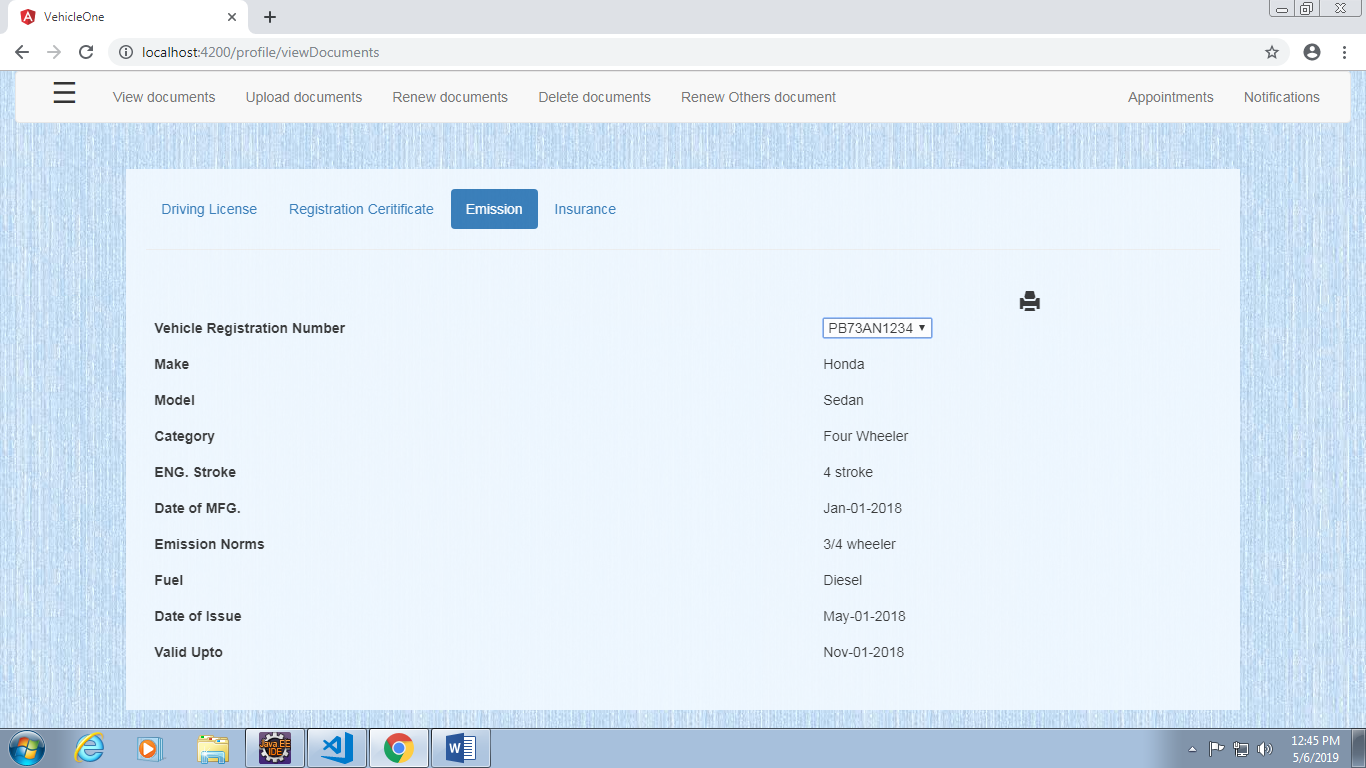 VehicleOne
localhost:4200/profile/viewDocuments
View documents Upload documents Renew documents Delete documents Renew Others document Appointments Notifications
Driving License Registration Ceritificate Emission Insurance
Vehicle Registration Number PB73AN1234
Make Honda
Model Sedan
Category Four Wheeler
ENG. Stroke 4 stroke
Date of MFG. Jan-01-2018
Emission Norms 3/4 wheeler
Fuel Diesel
Date of Issue May-01-2018
Valid Upto Nov-01-2018
Java EE
IDE
W
12:45 PM
5/6/2019